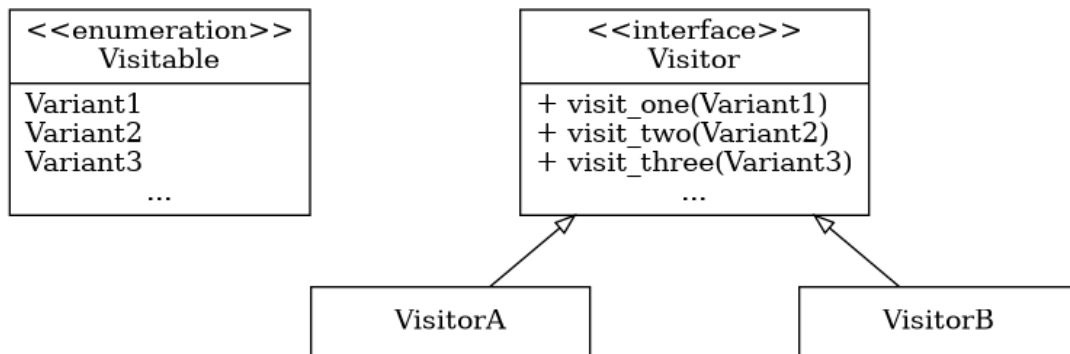 <<enumeration>>
Visitable
Variant1
Variant2
Variant3
...
<<interface>>
Visitor
+ visit_one(Variant1)
+ visit_two(Variant2)
+ visit_three(Variant3)
...
VisitorA
VisitorB